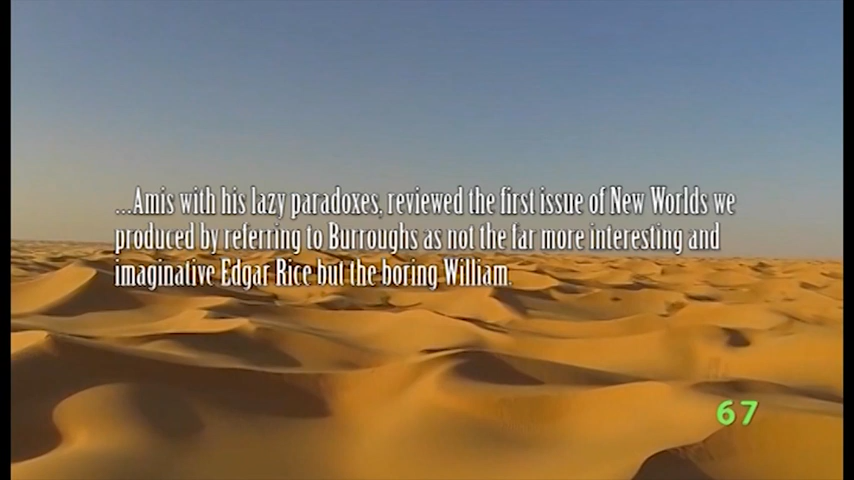 ...Amis with his lazy paradoxes, reviewed the first issue of New Worlds we
produced by referring to Burroughs as not the far more interesting and
imaginative Edgar Rice but the boring William.
67